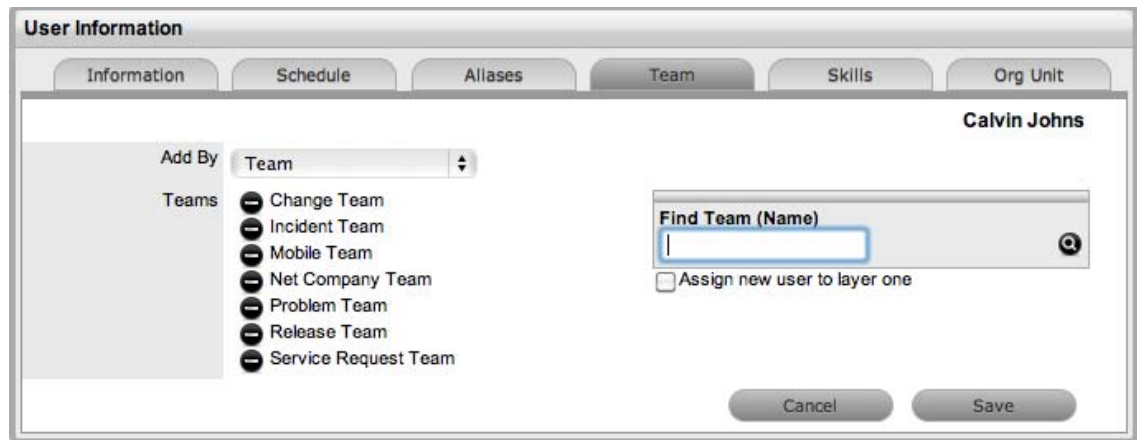 User Information
Information Schedule Aliases Team Skills Org Unit
Calvin Johns
Add By Team
Teams
Change Team
Incident Team
Mobile Team
Net Company Team
Problem Team
Release Team
Service Request Team
Find Team (Name)
Assign new user to layer one
Cancel Save